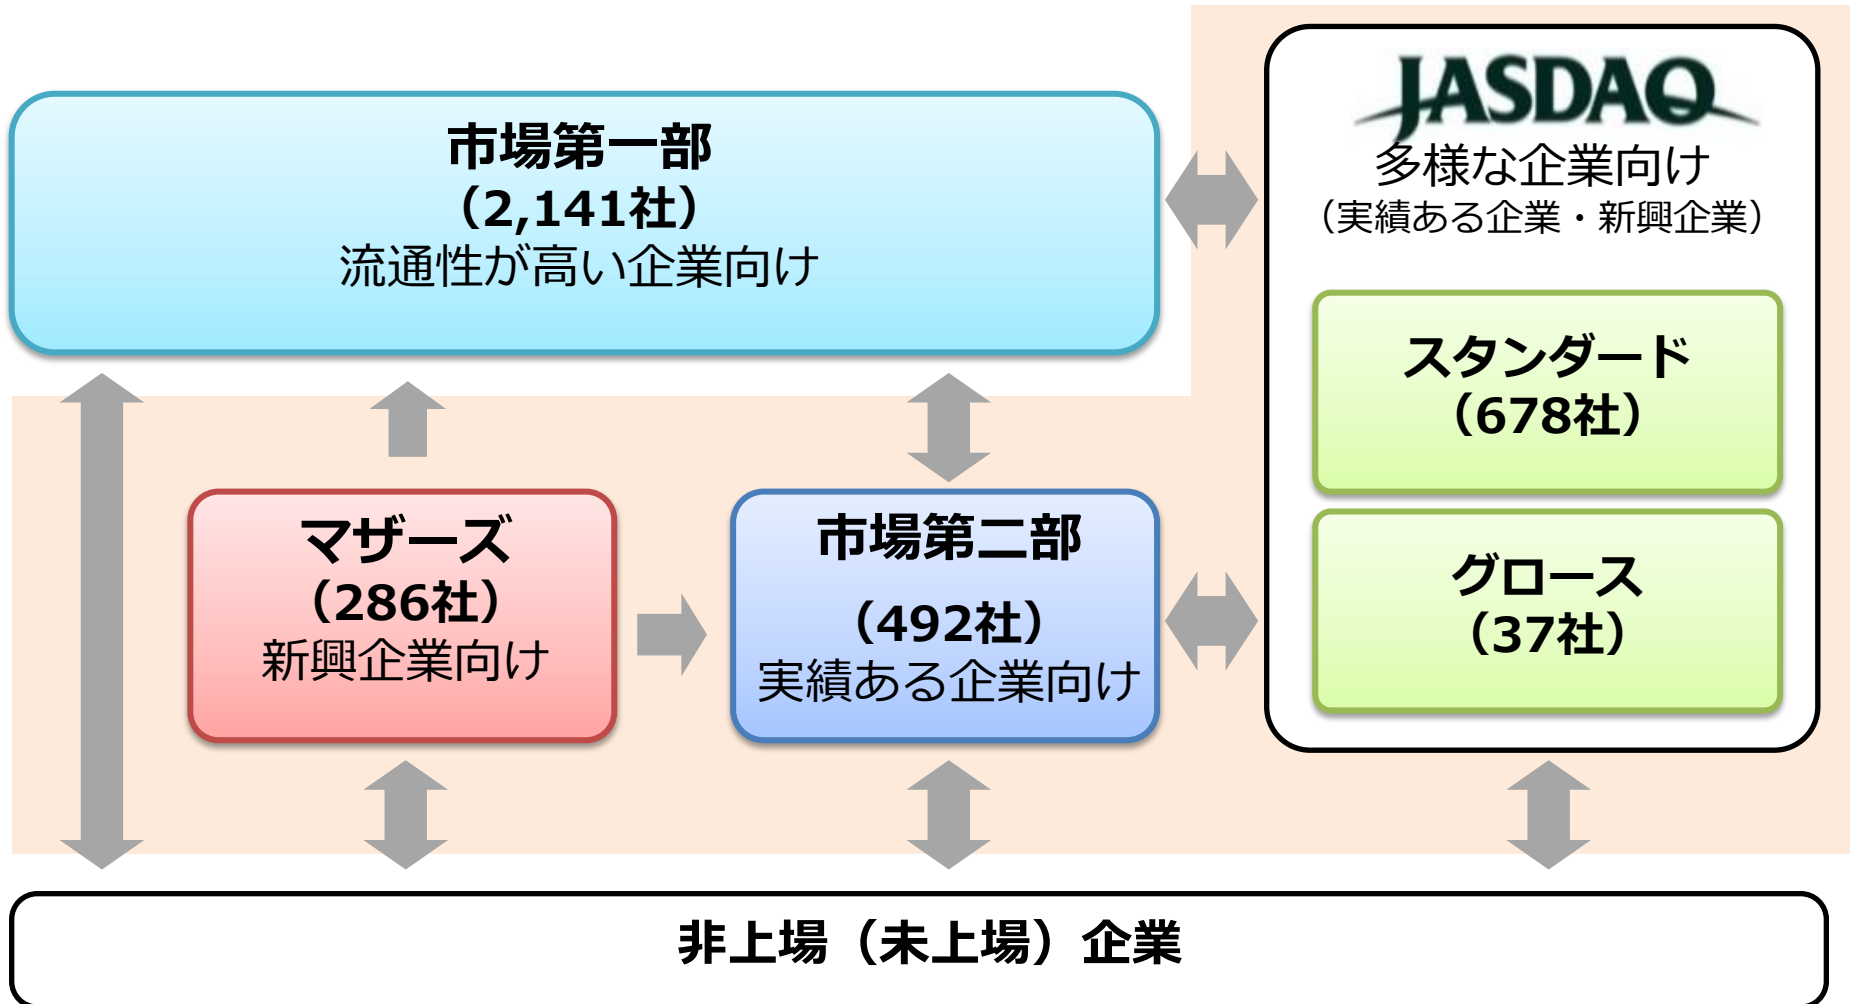 市場第一部
（2,141社）
流通性が高い企業向け
JASDAQ
多様な企業向け
（実績ある企業・新興企業）
スタンダード
（678社）
グロース
（37社）
マザーズ
（286社）
新興企業向け
市場第二部
（492社）
実績ある企業向け
非上場（未上場）企業